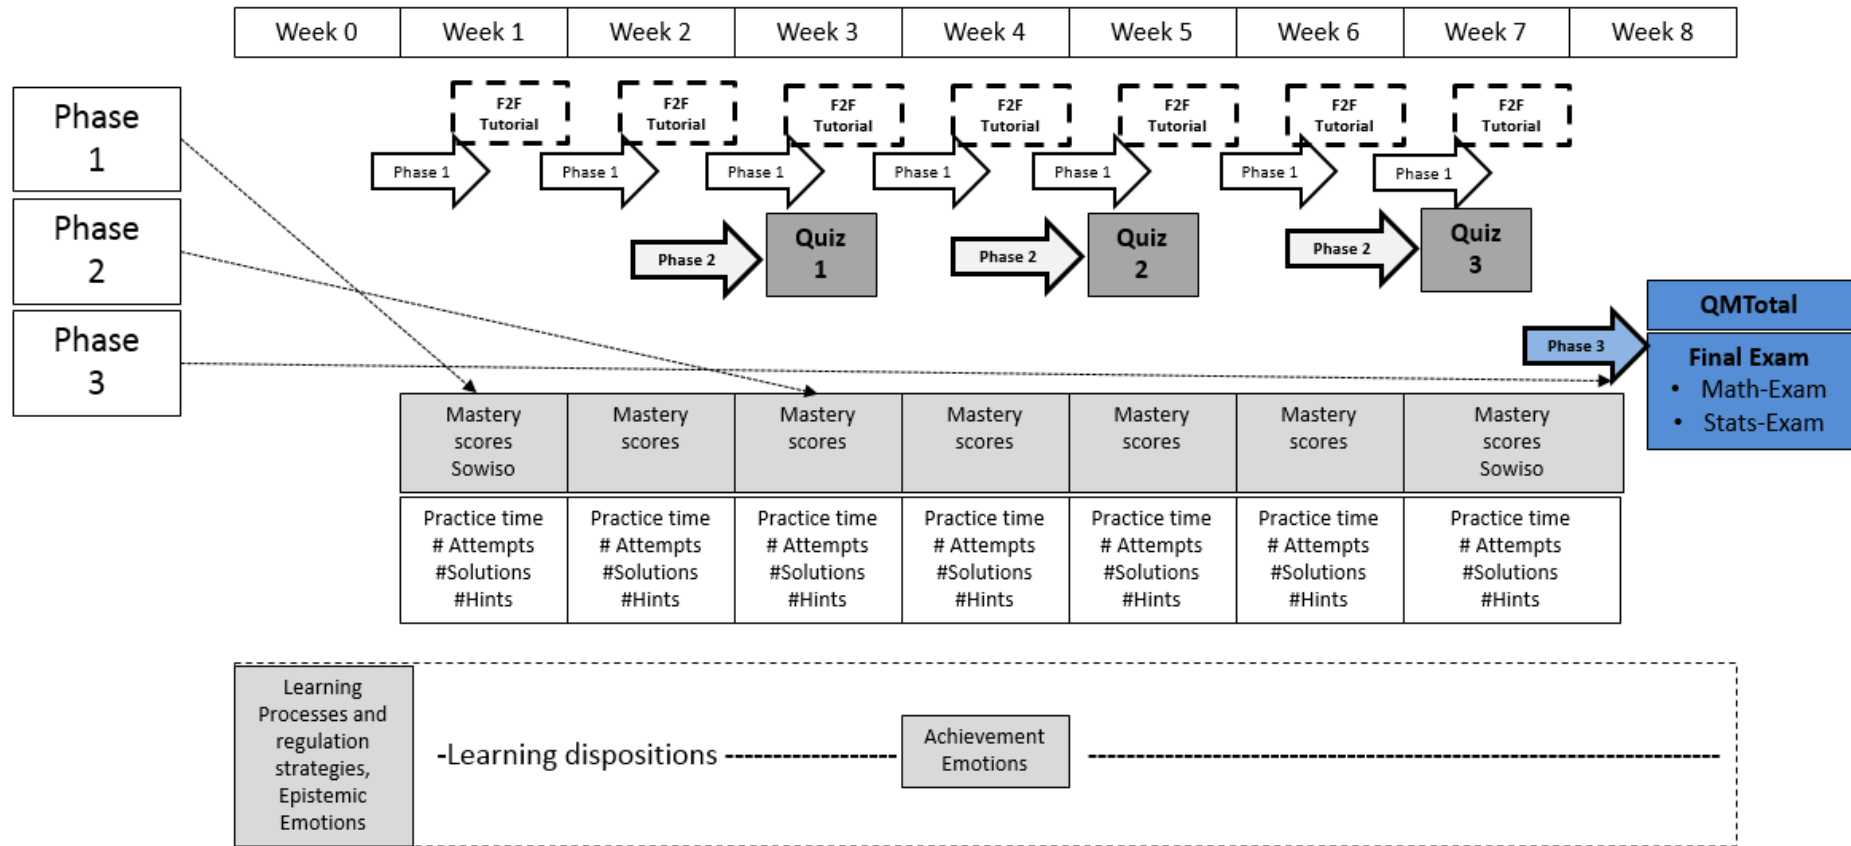 Week 0
Week 1
Week 2
Week 3
Week 4
Week 5
Week 6
Week 7
Week 8
Phase
1
Phase
2
Phase
3
F2F
Tutorial
F2F
Tutorial
F2F
Tutorial
F2F
Tutorial
F2F
Tutorial
F2F
Tutorial
F2F
Tutorial
Phase 1
Phase 1
Phase 1
Phase 1
Phase 1
Phase 1
Phase 1
Phase 2
Quiz
1
Phase 2
Quiz
2
Phase 2
Quiz
3
Phase 3
QMTotal
Final Exam
• Math-Exam
• Stats-Exam
Mastery
scores
Sowiso
Mastery
scores
Mastery
scores
Mastery
scores
Mastery
scores
Mastery
scores
Mastery
scores
Sowiso
Practice time
# Attempts
#Solutions
#Hints
Practice time
# Attempts
#Solutions
#Hints
Practice time
# Attempts
#Solutions
#Hints
Practice time
# Attempts
#Solutions
#Hints
Practice time
# Attempts
#Solutions
#Hints
Practice time
# Attempts
#Solutions
#Hints
Practice time
# Attempts
#Solutions
#Hints
Learning
Processes and
regulation
strategies,
Epistemic
Emotions
-Learning dispositions
Achievement
Emotions